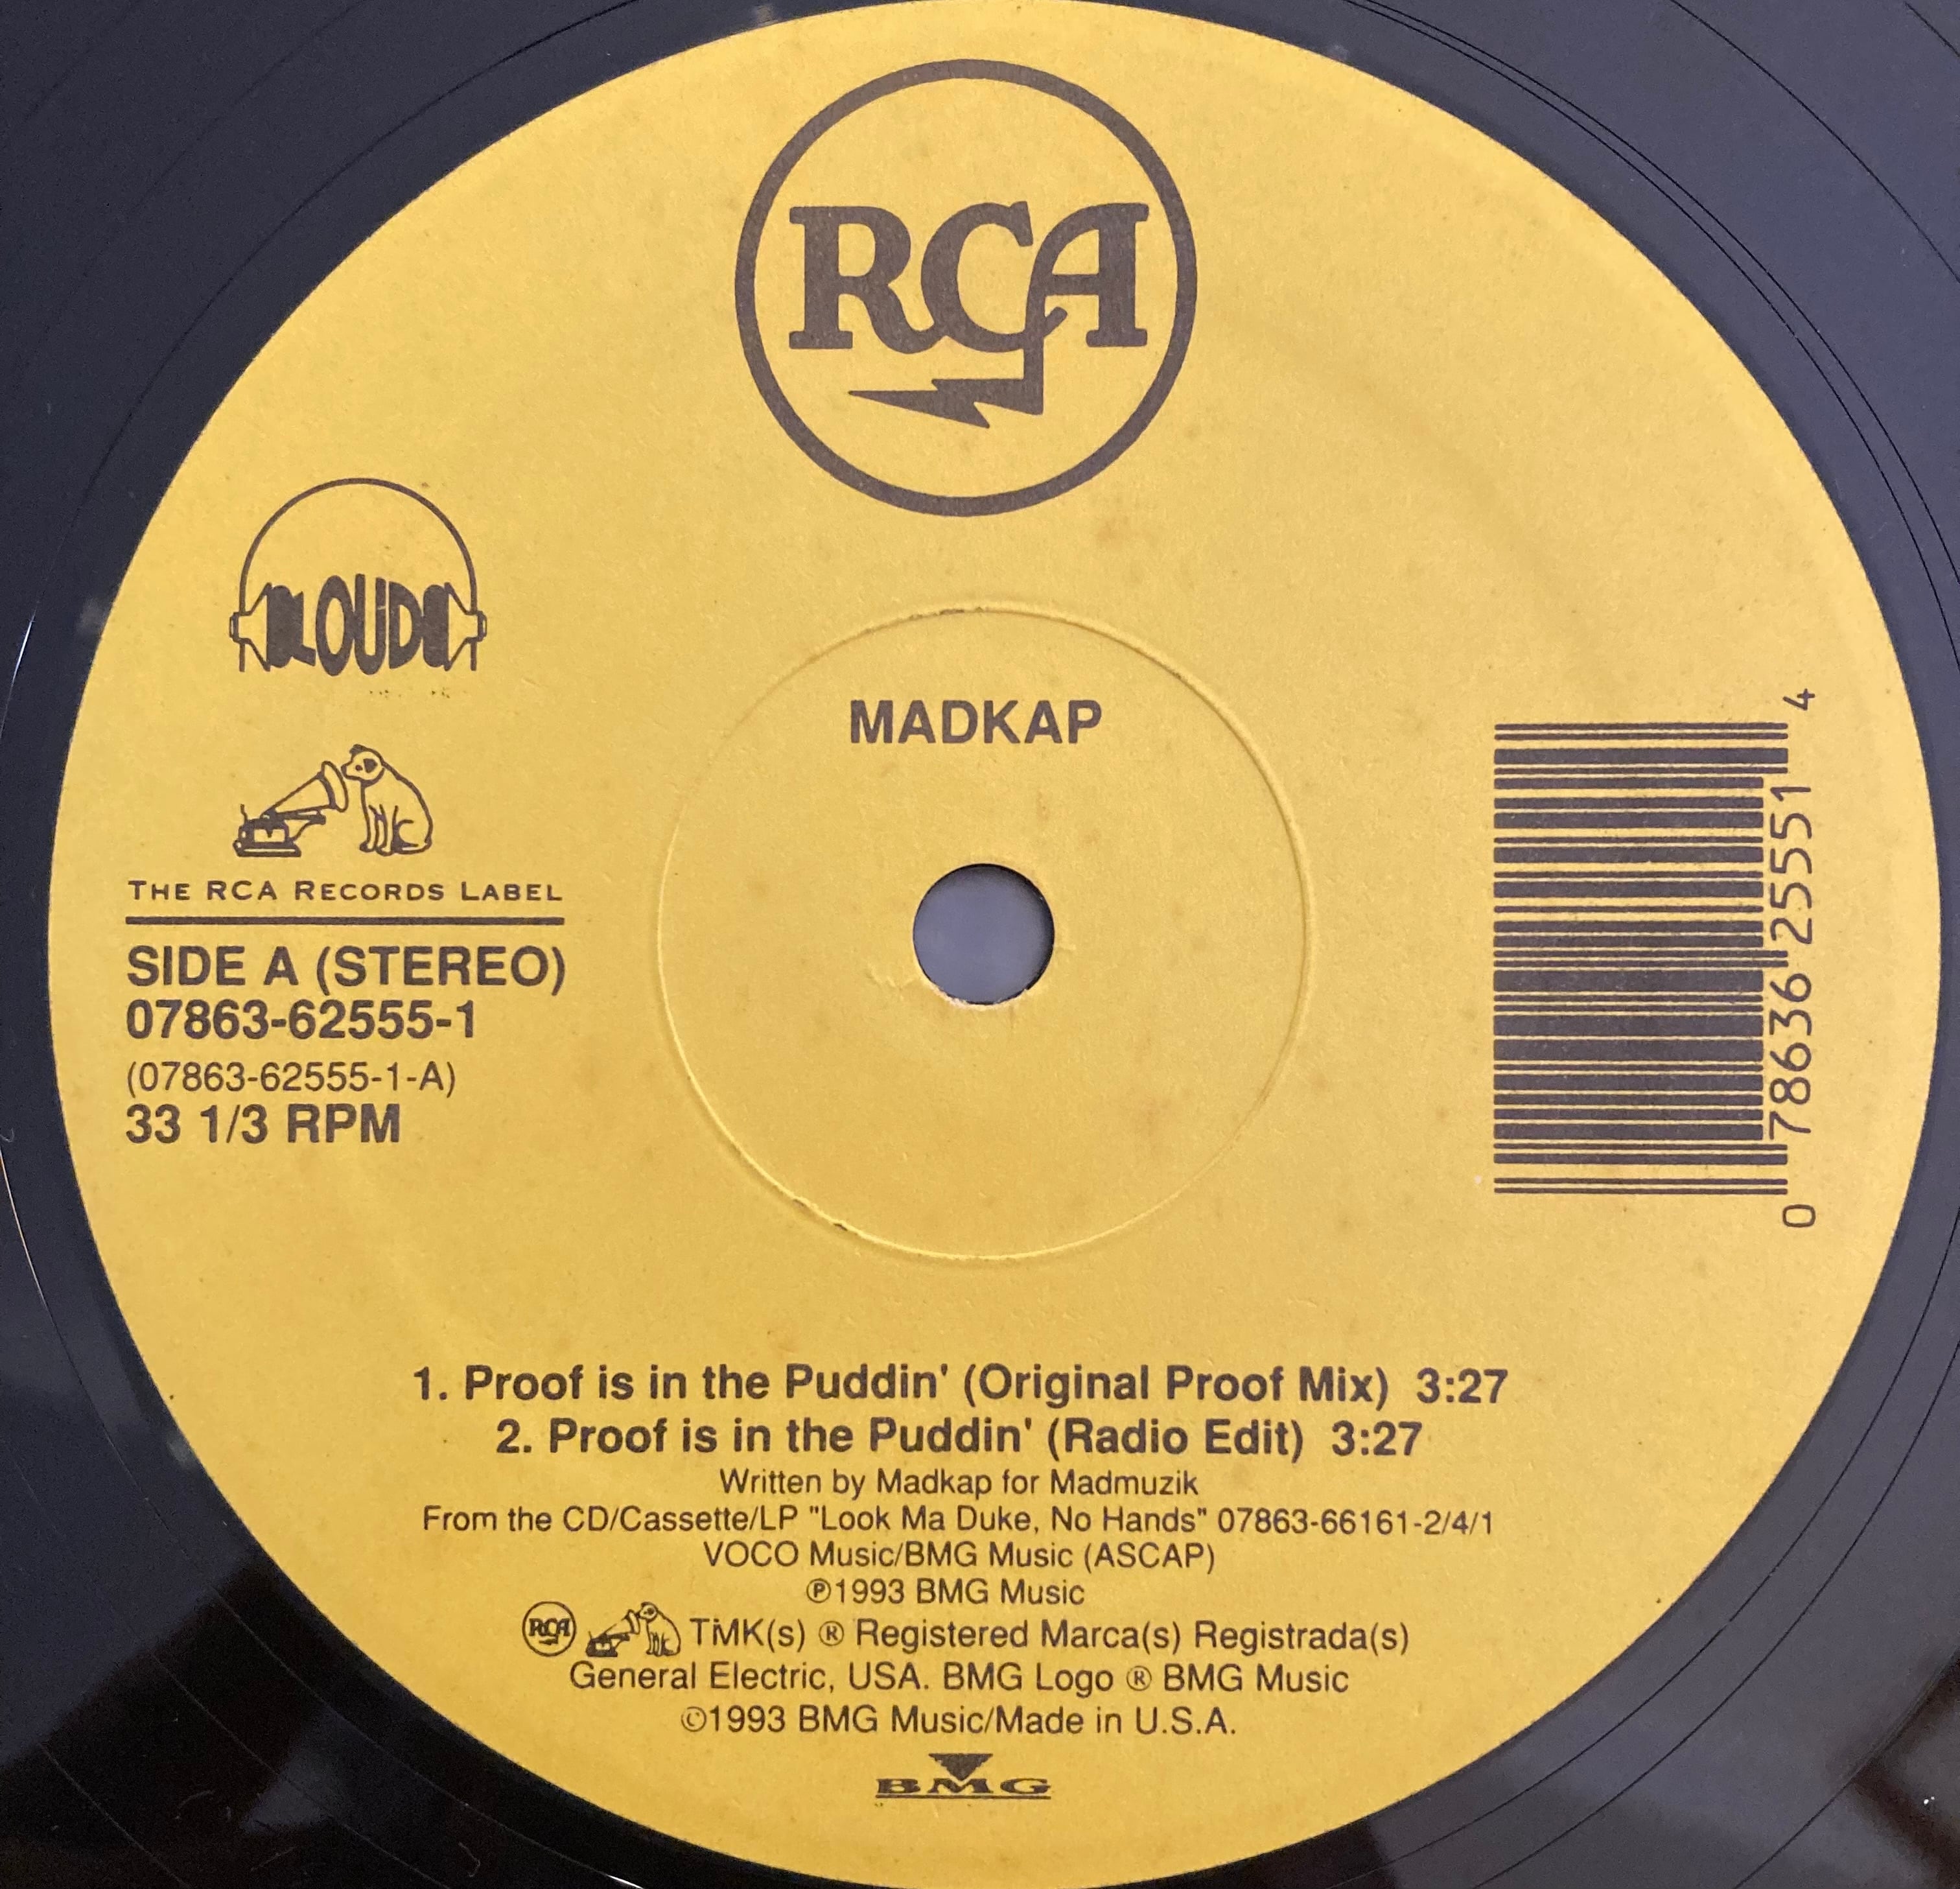 RCA
LOUD
MADKAP
THE RCA RECORDS LABEL
SIDE A (STEREO)
07863-62555-1
(07863-62555-1-A)
33 1/3 RPM
0 78636 25551 4
1. Proof is in the Puddin' (Original Proof Mix) 3:27
2. Proof is in the Puddin' (Radio Edit) 3:27
Written by Madkap for Madmuzik
From the CD/Cassette/LP "Look Ma Duke, No Hands" 07863-66161-2/4/1
VOCO Music/BMG Music (ASCAP)
℗1993 BMG Music
RCA TMK(s) ® Registered Marca(s) Registrada(s)
General Electric, USA. BMG Logo ® BMG Music
©1993 BMG Music/Made in U.S.A.
BMG